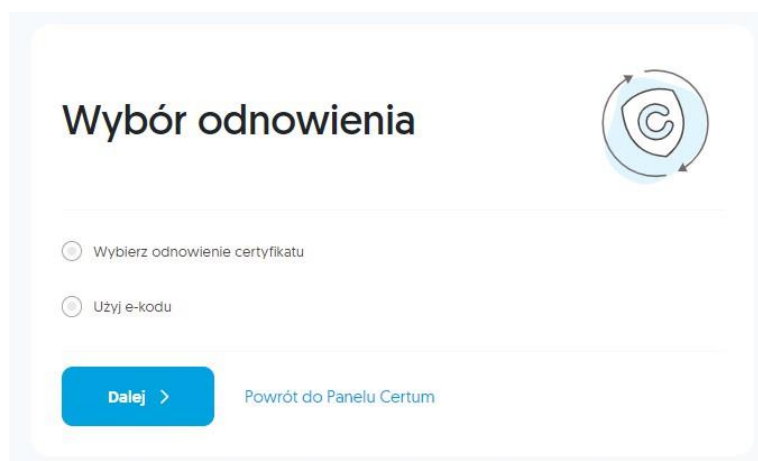 Wybór odnowienia
Wybierz odnowienie certyfikatu
Użyj e-kodu
Dalej
Powrót do Panelu Certum